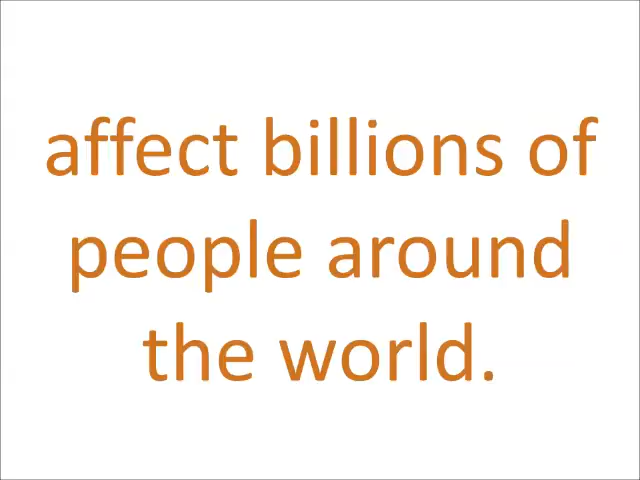 affect billions of
people around
the world.